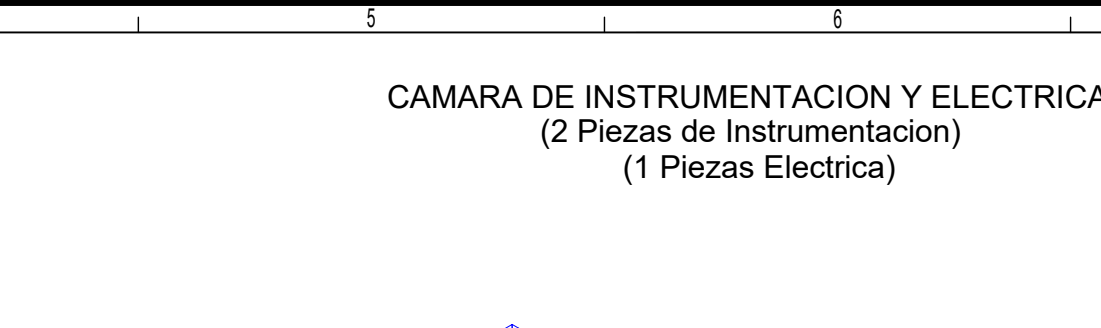 5 6
CAMARA DE INSTRUMENTACION Y ELECTRICA
(2 Piezas de Instrumentacion)
(1 Piezas Electrica)